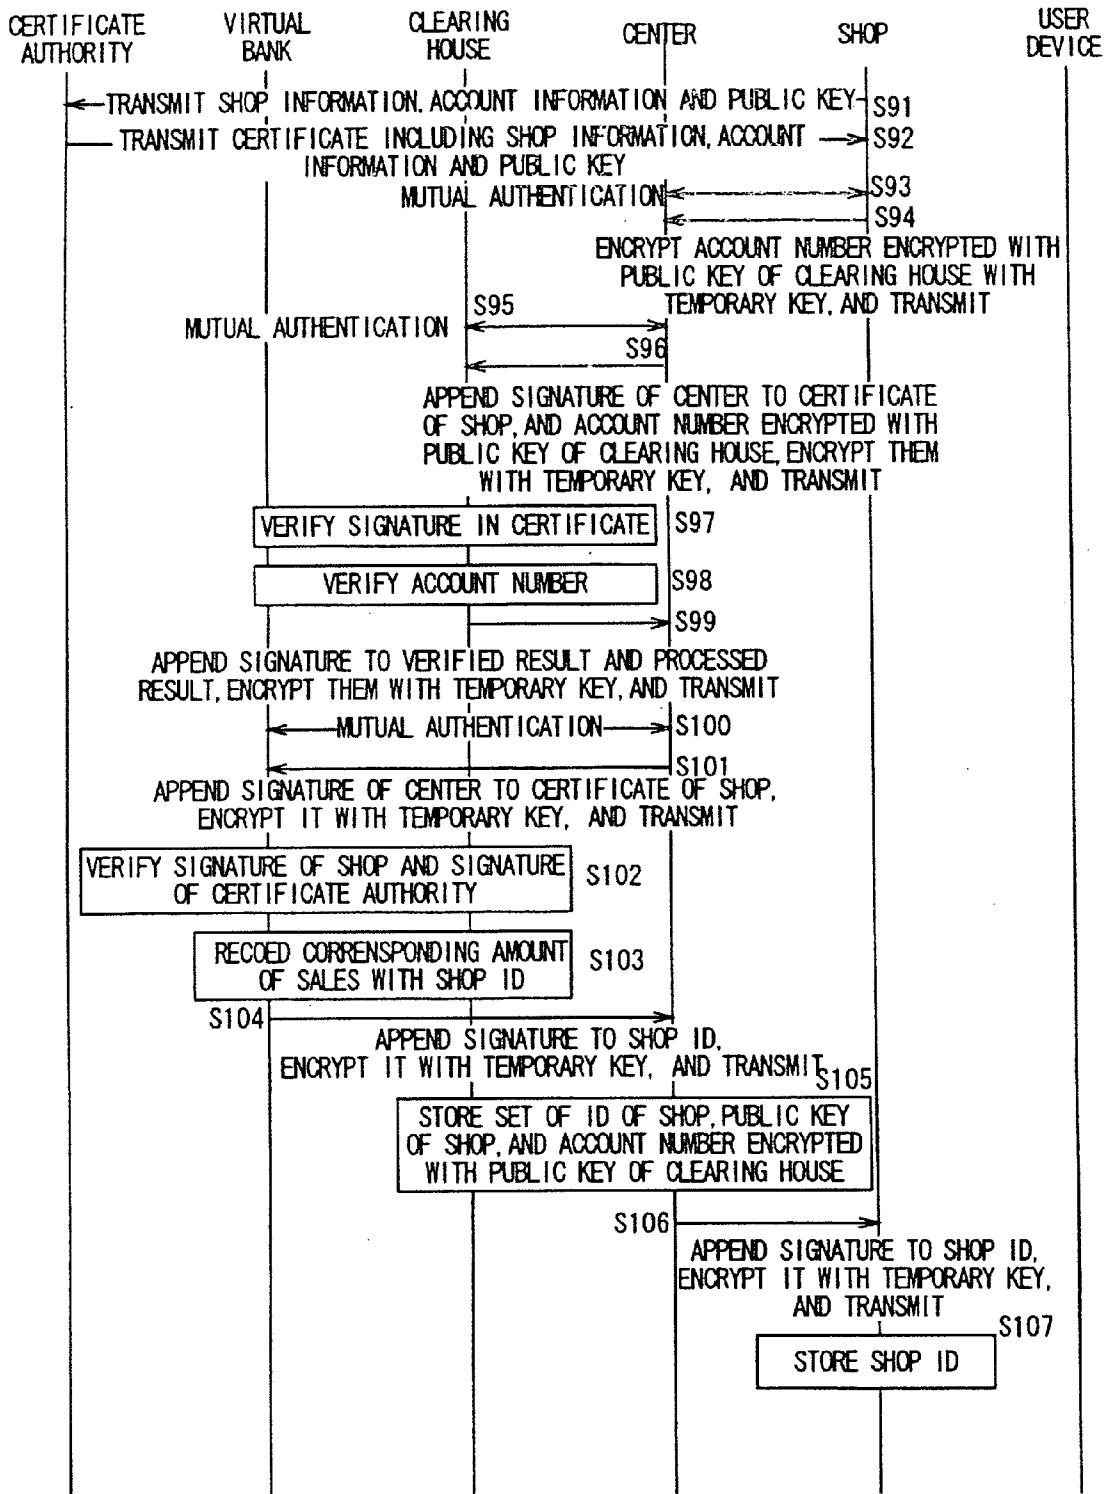 CERTIFICATE
AUTHORITY
VIRTUAL
BANK
CLEARING
HOUSE
CENTER
SHOP
USER
DEVICE
TRANSMIT SHOP INFORMATION, ACCOUNT INFORMATION AND PUBLIC KEY
S91
TRANSMIT CERTIFICATE INCLUDING SHOP INFORMATION, ACCOUNT
INFORMATION AND PUBLIC KEY
S92
MUTUAL AUTHENTICATION
S93
S94
ENCRYPT ACCOUNT NUMBER ENCRYPTED WITH
PUBLIC KEY OF CLEARING HOUSE WITH
TEMPORARY KEY, AND TRANSMIT
S95
MUTUAL AUTHENTICATION
S96
APPEND SIGNATURE OF CENTER TO CERTIFICATE
OF SHOP, AND ACCOUNT NUMBER ENCRYPTED WITH
PUBLIC KEY OF CLEARING HOUSE, ENCRYPT THEM
WITH TEMPORARY KEY, AND TRANSMIT
VERIFY SIGNATURE IN CERTIFICATE
S97
VERIFY ACCOUNT NUMBER
S98
S99
APPEND SIGNATURE TO VERIFIED RESULT AND PROCESSED
RESULT, ENCRYPT THEM WITH TEMPORARY KEY, AND TRANSMIT
MUTUAL AUTHENTICATION
S100
S101
APPEND SIGNATURE OF CENTER TO CERTIFICATE OF SHOP,
ENCRYPT IT WITH TEMPORARY KEY, AND TRANSMIT
VERIFY SIGNATURE OF SHOP AND SIGNATURE
OF CERTIFICATE AUTHORITY
S102
RECOED CORRENSPONDING AMOUNT
OF SALES WITH SHOP ID
S103
S104
APPEND SIGNATURE TO SHOP ID,
ENCRYPT IT WITH TEMPORARY KEY, AND TRANSMIT
S105
STORE SET OF ID OF SHOP, PUBLIC KEY
OF SHOP, AND ACCOUNT NUMBER ENCRYPTED
WITH PUBLIC KEY OF CLEARING HOUSE
S106
APPEND SIGNATURE TO SHOP ID,
ENCRYPT IT WITH TEMPORARY KEY,
AND TRANSMIT
S107
STORE SHOP ID